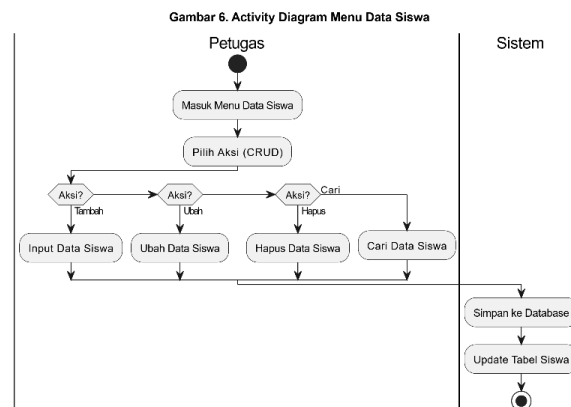 Gambar 6. Activity Diagram Menu Data Siswa
Petugas
Sistem
Masuk Menu Data Siswa
Pilih Aksi (CRUD)
Aksi?
Aksi?
Aksi?
Cari
Tambah
Ubah
Hapus
Input Data Siswa
Ubah Data Siswa
Hapus Data Siswa
Cari Data Siswa
Simpan ke Database
Update Tabel Siswa